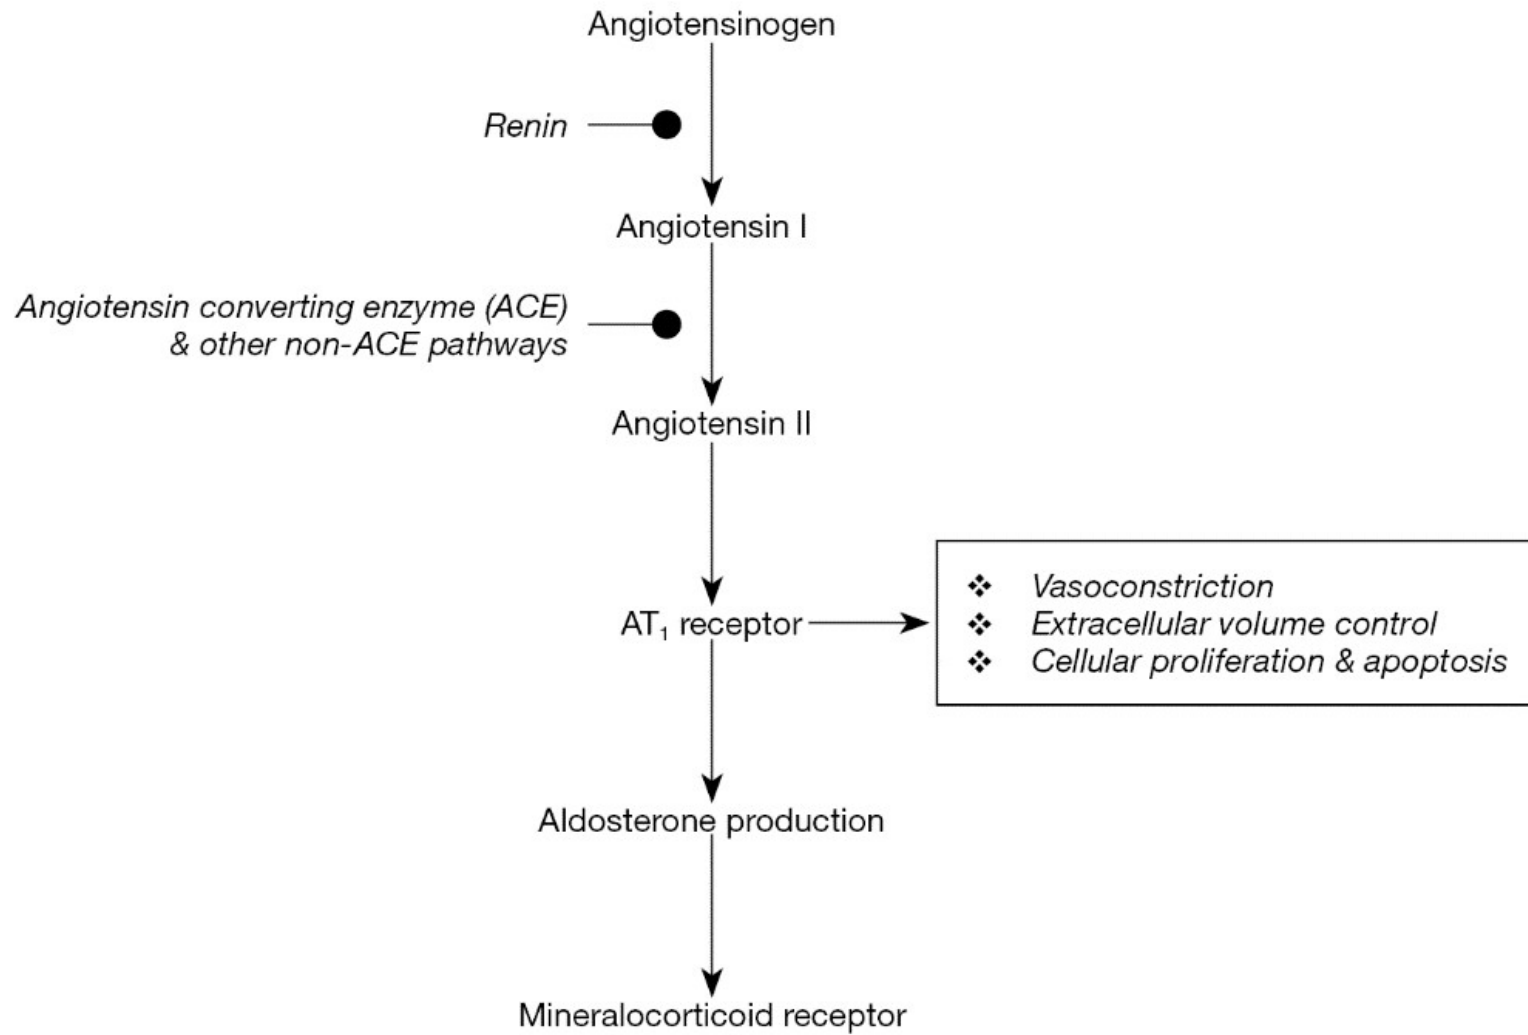 Angiotensinogen
Renin
Angiotensin I
Angiotensin converting enzyme (ACE)
& other non-ACE pathways
Angiotensin II
AT₁ receptor
❖ Vasoconstriction
❖ Extracellular volume control
❖ Cellular proliferation & apoptosis
Aldosterone production
Mineralocorticoid receptor